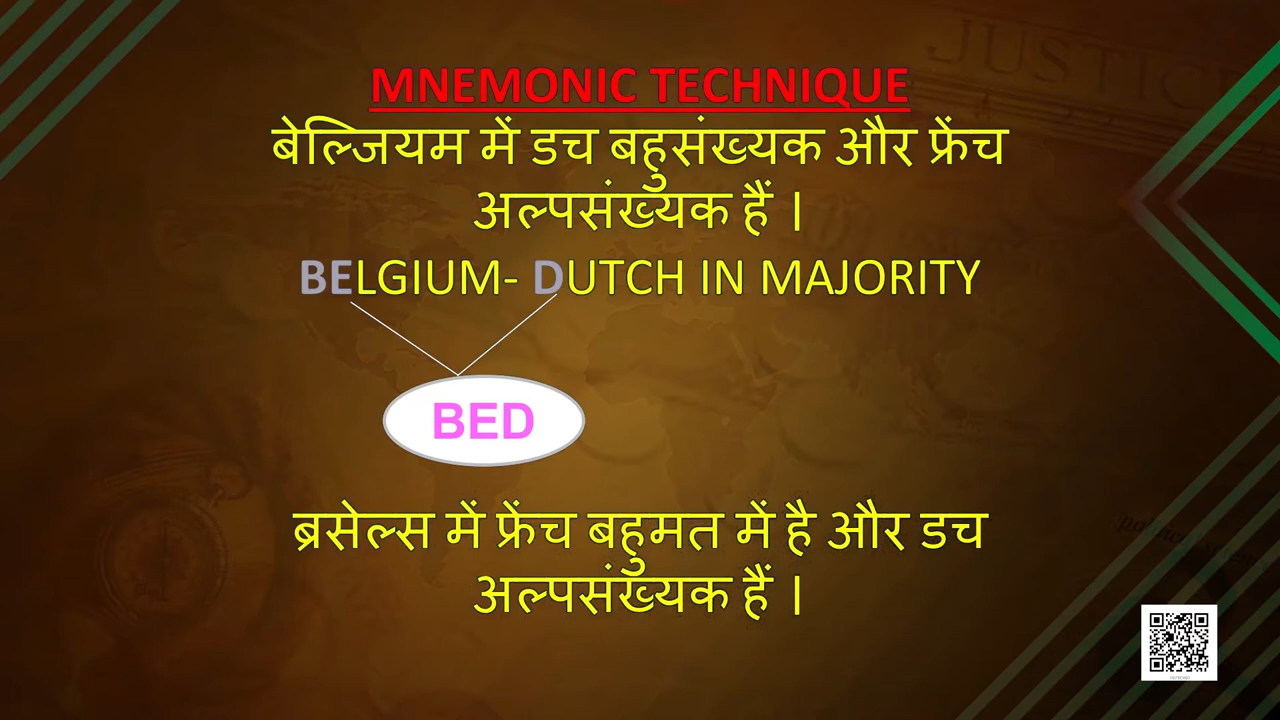 JUSTICE
MNEMONIC TECHNIQUE
बेल्जियम में डच बहुसंख्यक और फ्रेंच
अल्पसंख्यक हैं ।
BELGIUM- DUTCH IN MAJORITY
BED
ब्रसेल्स में फ्रेंच बहुमत में है और डच
अल्पसंख्यक हैं ।